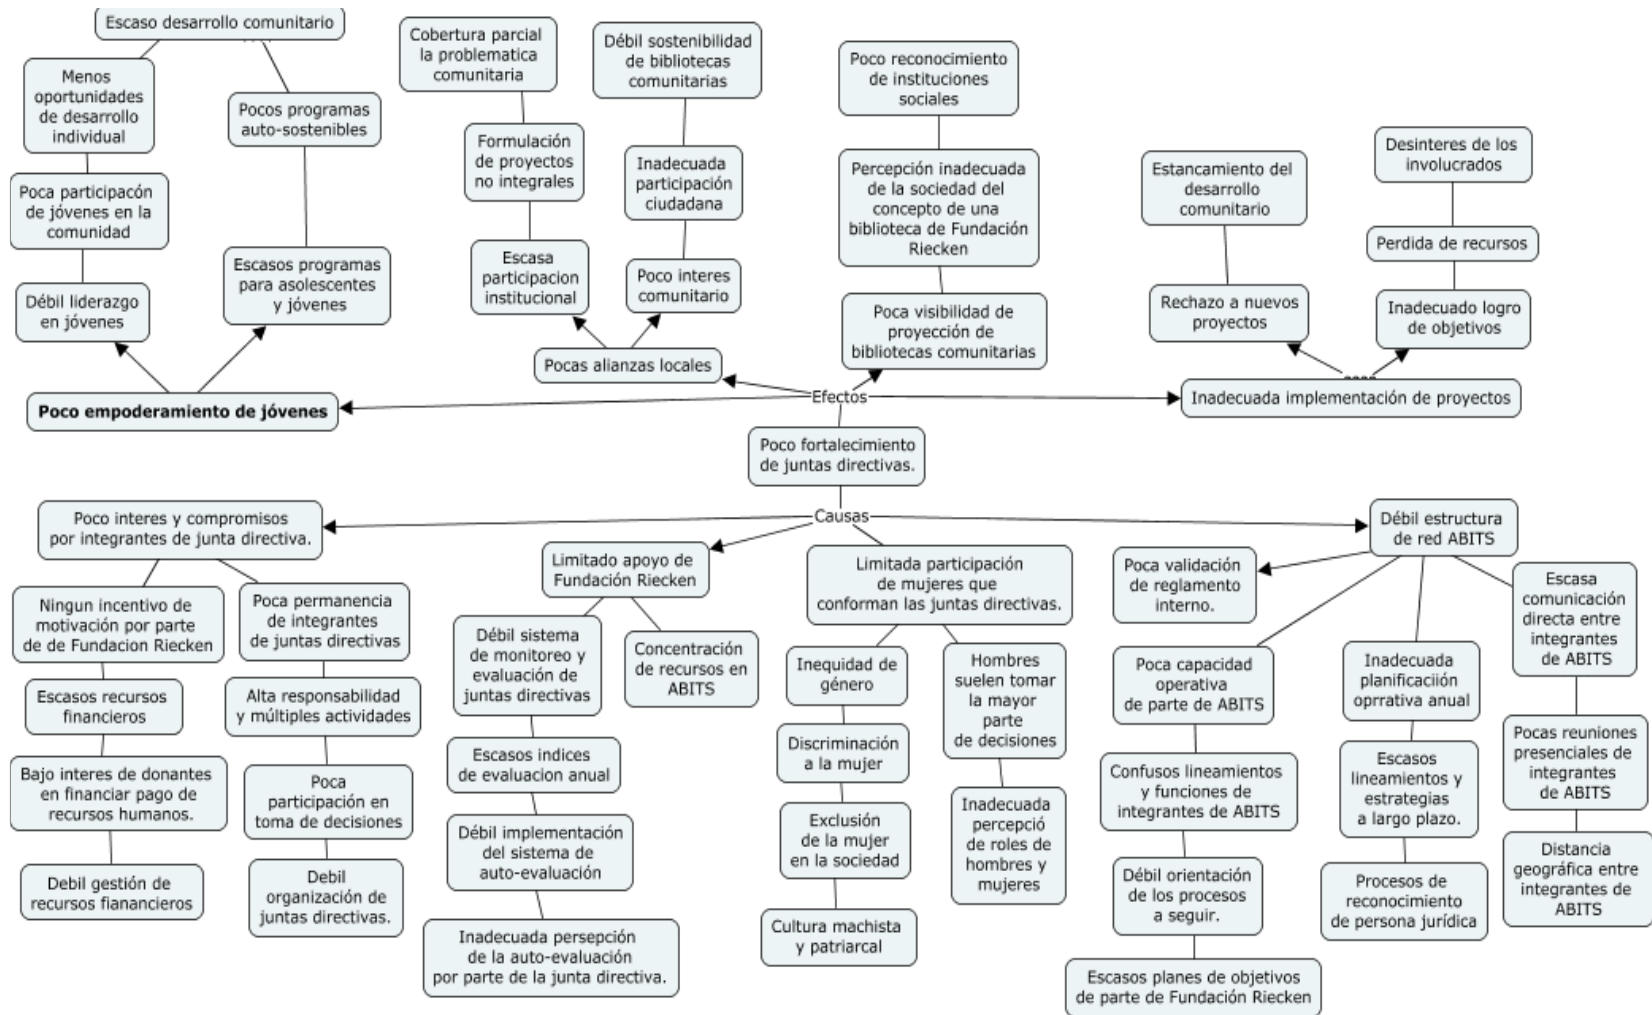 Escaso desarrollo comunitario
Menos
oportunidades
de desarrollo
individual
Pocos programas
auto-sostenibles
Poca participacón
de jóvenes en la
comunidad
Escasos programas
para asolescentes
y jóvenes
Débil liderazgo
en jóvenes
Poco empoderamiento de jóvenes
Cobertura parcial
la problematica
comunitaria
Formulación
de proyectos
no integrales
Escasa
participacion
institucional
Débil sostenibilidad
de bibliotecas
comunitarias
Inadecuada
participación
ciudadana
Poco interes
comunitario
Pocas alianzas locales
Poco reconocimiento
de instituciones
sociales
Percepción inadecuada
de la sociedad del
concepto de una
biblioteca de Fundación
Riecken
Poca visibilidad de
proyección de
bibliotecas comunitarias
Estancamiento del
desarrollo
comunitario
Rechazo a nuevos
proyectos
Desinteres de los
involucrados
Perdida de recursos
Inadecuado logro
de objetivos
Inadecuada implementación de proyectos
Efectos
Poco fortalecimiento
de juntas directivas.
Causas
Poco interes y compromisos
por integrantes de junta directiva.
Ningun incentivo de
motivación por parte
de de Fundacion Riecken
Escasos recursos
financieros
Bajo interes de donantes
en financiar pago de
recursos humanos.
Debil gestión de
recursos fianancieros
Poca permanencia
de integrantes
de juntas directivas
Alta responsabilidad
y múltiples actividades
Poca
participación en
toma de decisiones
Debil
organización de
juntas directivas.
Limitado apoyo de
Fundación Riecken
Débil sistema
de monitoreo y
evaluación de
juntas directivas
Escasos indices
de evaluacion anual
Débil implementación
del sistema de
auto-evaluación
Inadecuada persepción
de la auto-evaluación
por parte de la junta directiva.
Concentración
de recursos en
ABITS
Limitada participación
de mujeres que
conforman las juntas directivas.
Inequidad de
género
Discriminación
a la mujer
Exclusión
de la mujer
en la sociedad
Cultura machista
y patriarcal
Hombres
suelen tomar
la mayor
parte
de decisiones
Inadecuada
percepció
de roles de
hombres y
mujeres
Débil estructura
de red ABITS
Poca validación
de reglamento
interno.
Poca capacidad
operativa
de parte de ABITS
Confusos lineamientos
y funciones de
integrantes de ABITS
Débil orientación
de los procesos
a seguir.
Escasos planes de objetivos
de parte de Fundación Riecken
Inadecuada
planificaciión
oprrativa anual
Escasos
lineamientos y
estrategias
a largo plazo.
Procesos de
reconocimiento
de persona jurídica
Escasa
comunicación
directa entre
integrantes
de ABITS
Pocas reuniones
presenciales de
integrantes
de ABITS
Distancia
geográfica entre
integrantes de
ABITS